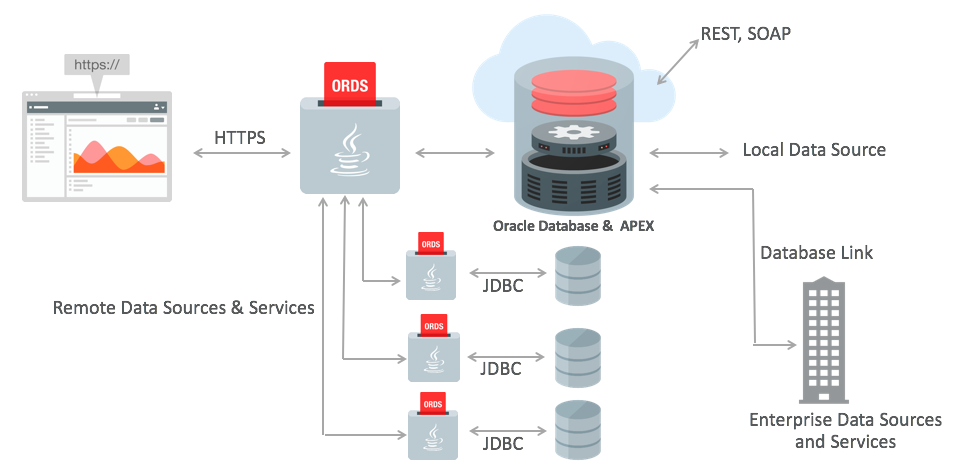 REST, SOAP
https://
ORDS
HTTPS
Local Data Source
Oracle Database & APEX
ORDS
Database Link
JDBC
Remote Data Sources & Services
ORDS
JDBC
ORDS
Enterprise Data Sources
and Services
JDBC